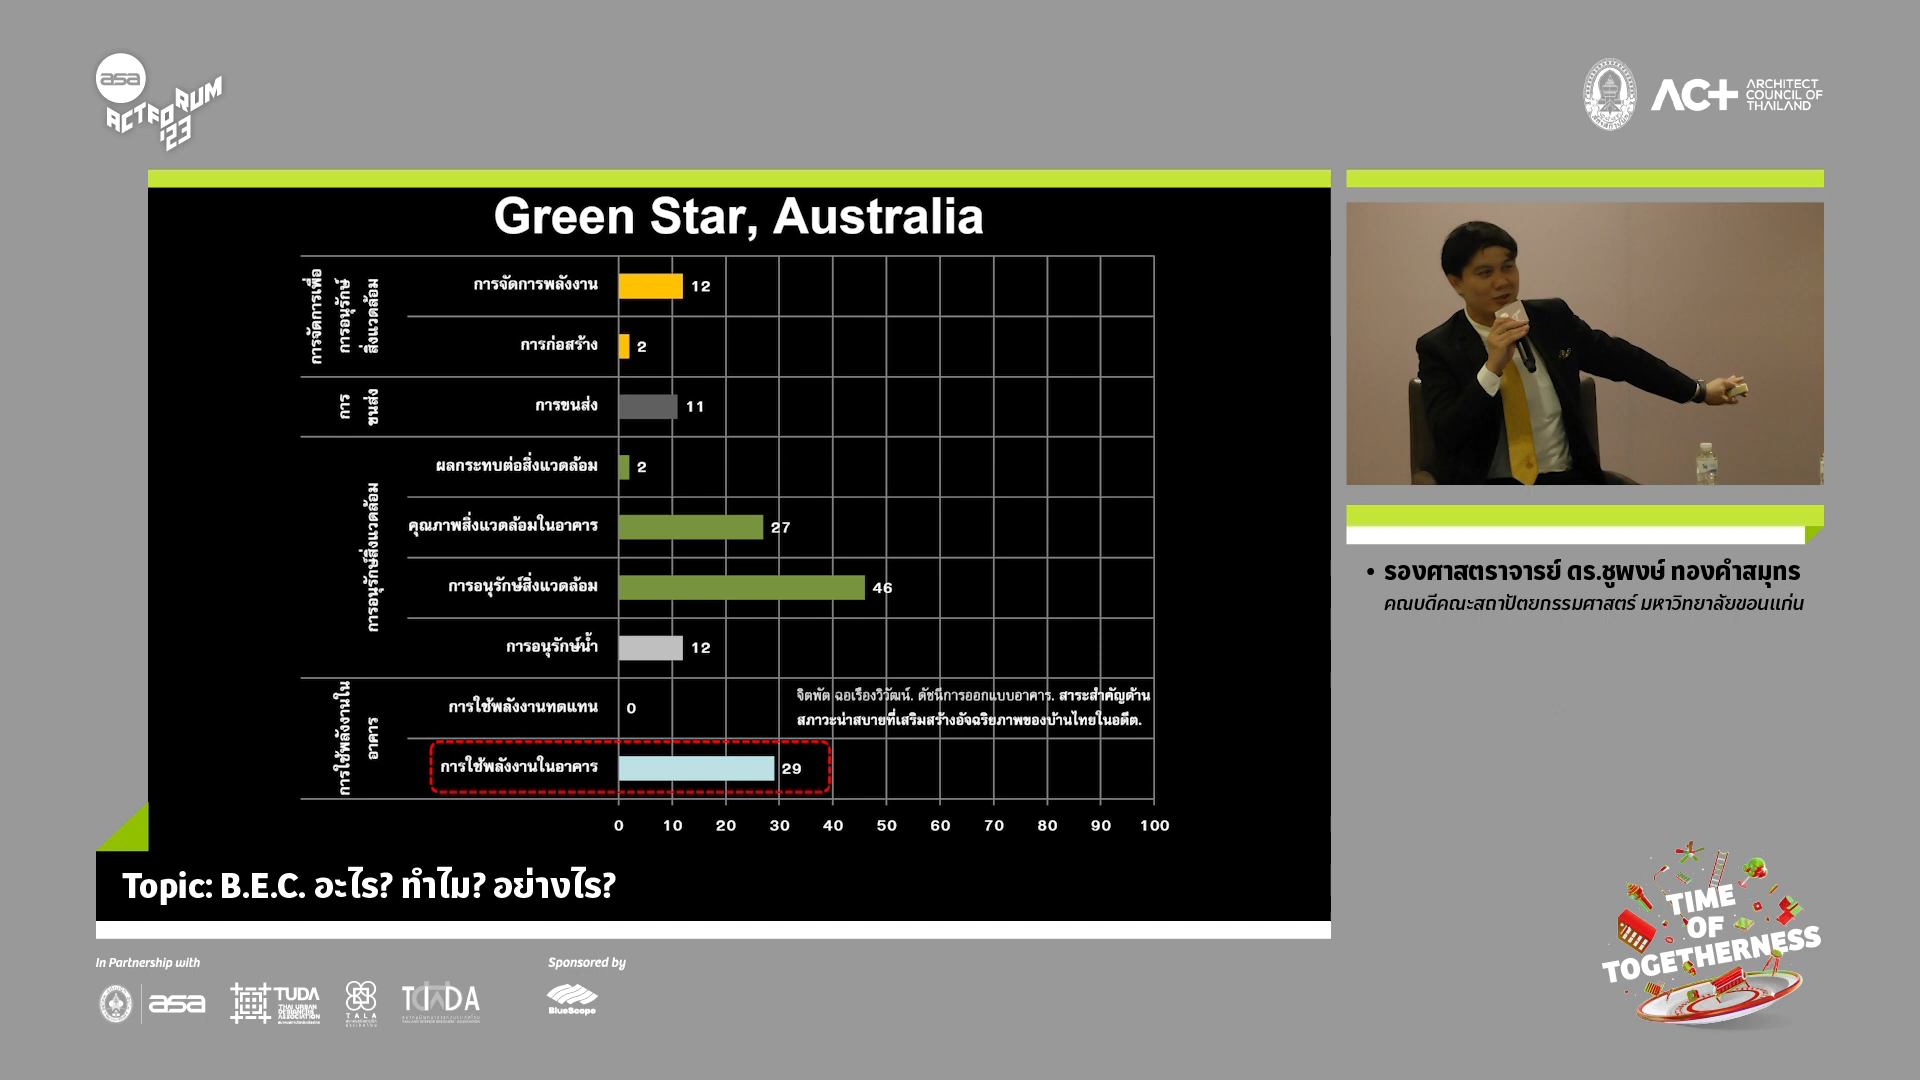 asa
ACTFORUM
'23
ACT
ARCHITECT
COUNCIL OF
THAILAND
Green Star, Australia
การจัดการเพื่อ
การอนุรักษ์
สิ่งแวดล้อม
การจัดการพลังงาน
12
การก่อสร้าง
2
การ
ขนส่ง
การขนส่ง
11
การอนุรักษ์สิ่งแวดล้อม
ผลกระทบต่อสิ่งแวดล้อม
2
คุณภาพสิ่งแวดล้อมในอาคาร
27
การอนุรักษ์สิ่งแวดล้อม
46
การอนุรักษ์น้ำ
12
การใช้พลังงานใน
อาคาร
การใช้พลังงานทดแทน
0
จิตพัต ฉอเรืองวิวัฒน์. ดัชนีการออกแบบอาคาร. สาระสำคัญด้าน
สภาวะน่าสบายที่เสริมสร้างอัจฉริยภาพของบ้านไทยในอดีต.
การใช้พลังงานในอาคาร
29
0 10 20 30 40 50 60 70 80 90 100
Topic: B.E.C. อะไร? ทำไม? อย่างไร?
• รองศาสตราจารย์ ดร.ชูพงษ์ ทองคำสมุทร
คณบดีคณะสถาปัตยกรรมศาสตร์ มหาวิทยาลัยขอนแก่น
In Partnership with
asa
TUDA
THAI URBAN
DESIGNERS
ASSOCIATION
TALA
TIDA
Sponsored by
BlueScope
TIME
OF
TOGETHERNESS